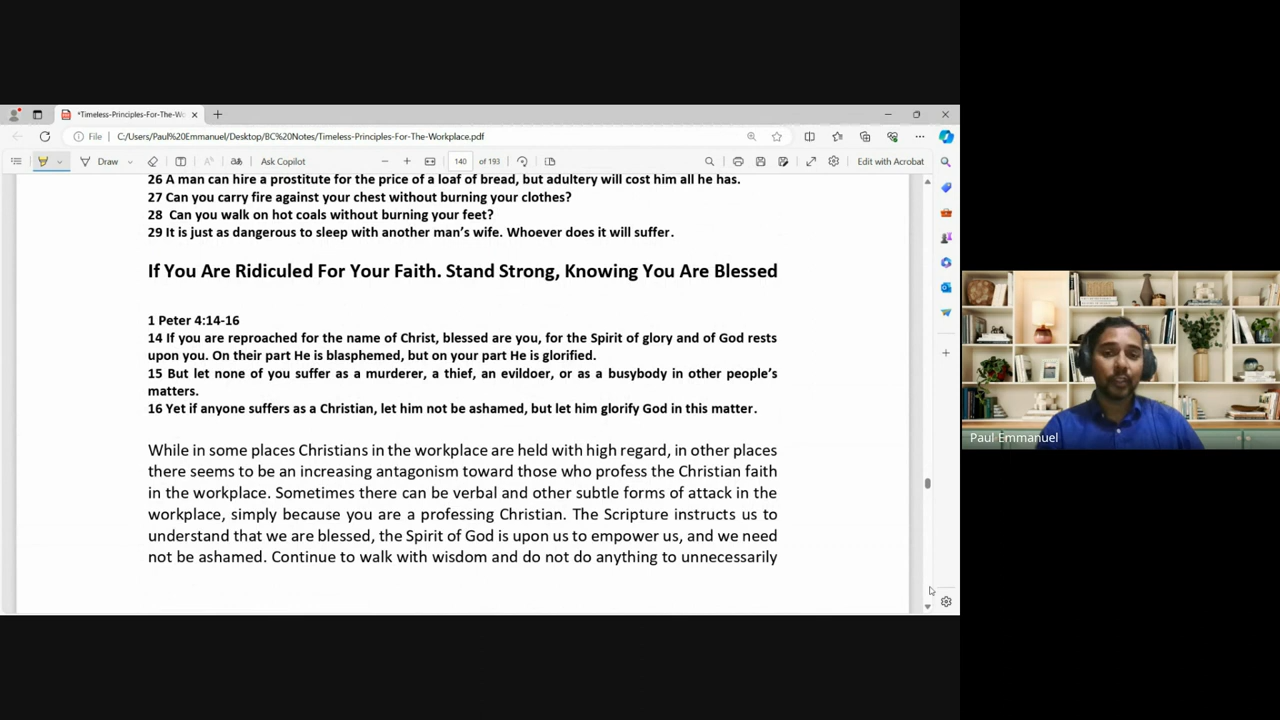 *Timeless-Principles-For-The-Wo
File
C:/Users/Paul%20Emmanuel/Desktop/BC%20Notes/Timeless-Principles-For-The-Workplace.pdf
Draw
Ask Copilot
140 of 193
Edit with Acrobat
26 A man can hire a prostitute for the price of a loaf of bread, but adultery will cost him all he has.
27 Can you carry fire against your chest without burning your clothes?
28 Can you walk on hot coals without burning your feet?
29 It is just as dangerous to sleep with another man’s wife. Whoever does it will suffer.
If You Are Ridiculed For Your Faith. Stand Strong, Knowing You Are Blessed
1 Peter 4:14-16
14 If you are reproached for the name of Christ, blessed are you, for the Spirit of glory and of God rests
upon you. On their part He is blasphemed, but on your part He is glorified.
15 But let none of you suffer as a murderer, a thief, an evildoer, or as a busybody in other people’s
matters.
16 Yet if anyone suffers as a Christian, let him not be ashamed, but let him glorify God in this matter.
While in some places Christians in the workplace are held with high regard, in other places
there seems to be an increasing antagonism toward those who profess the Christian faith
in the workplace. Sometimes there can be verbal and other subtle forms of attack in the
workplace, simply because you are a professing Christian. The Scripture instructs us to
understand that we are blessed, the Spirit of God is upon us to empower us, and we need
not be ashamed. Continue to walk with wisdom and do not do anything to unnecessarily
Paul Emmanuel